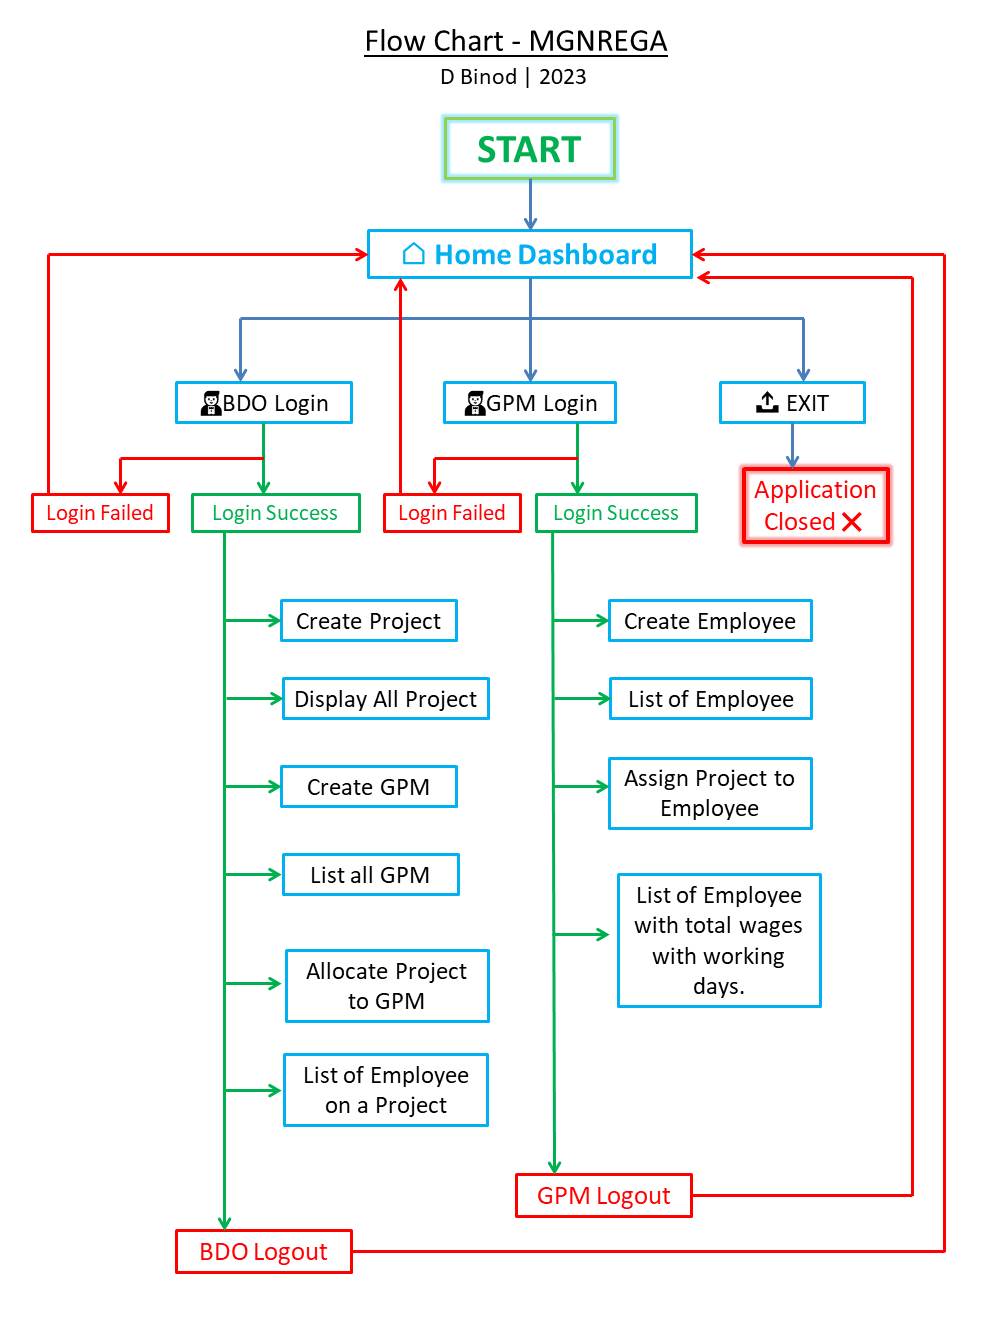 Flow Chart - MGNREGA
D Binod | 2023
START
Home Dashboard
BDO Login
GPM Login
EXIT
Application
Closed
Login Failed
Login Success
Login Failed
Login Success
Create Project
Display All Project
Create GPM
List all GPM
Allocate Project
to GPM
List of Employee
on a Project
Create Employee
List of Employee
Assign Project to
Employee
List of Employee
with total wages
with working
days.
GPM Logout
BDO Logout